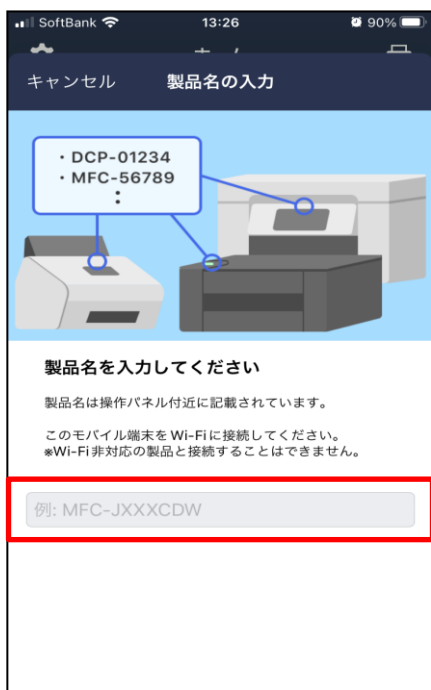 SoftBank 13:26 90%
キャンセル 製品名の入力
・DCP-01234
・MFC-56789
：
製品名を入力してください
製品名は操作パネル付近に記載されています。
このモバイル端末をWi-Fiに接続してください。
※Wi-Fi非対応の製品と接続することはできません。
例: MFC-JXXXCDW